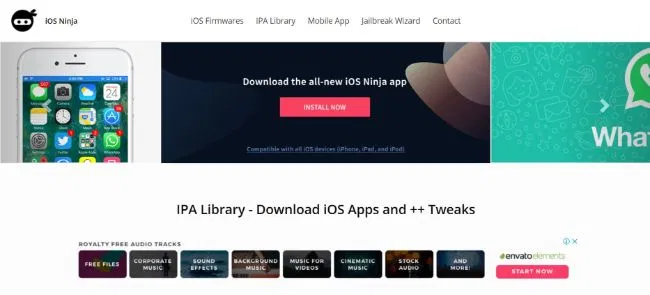 iOS Ninja
iOS Firmwares
IPA Library
Mobile App
Jailbreak Wizard
Contact
Download the all-new iOS Ninja app
INSTALL NOW
Compatible with all iOS devices (iPhone, iPad, and iPod)
What
IPA Library - Download iOS Apps and ++ Tweaks
ROYALTY FREE AUDIO TRACKS
FREE FILES
CORPORATE
MUSIC
SOUND
EFFECTS
BACKGROUND
MUSIC
MUSIC FOR
VIDEOS
CINEMATIC
MUSIC
STOCK
AUDIO
AND
MORE!
envatoelements
START NOW